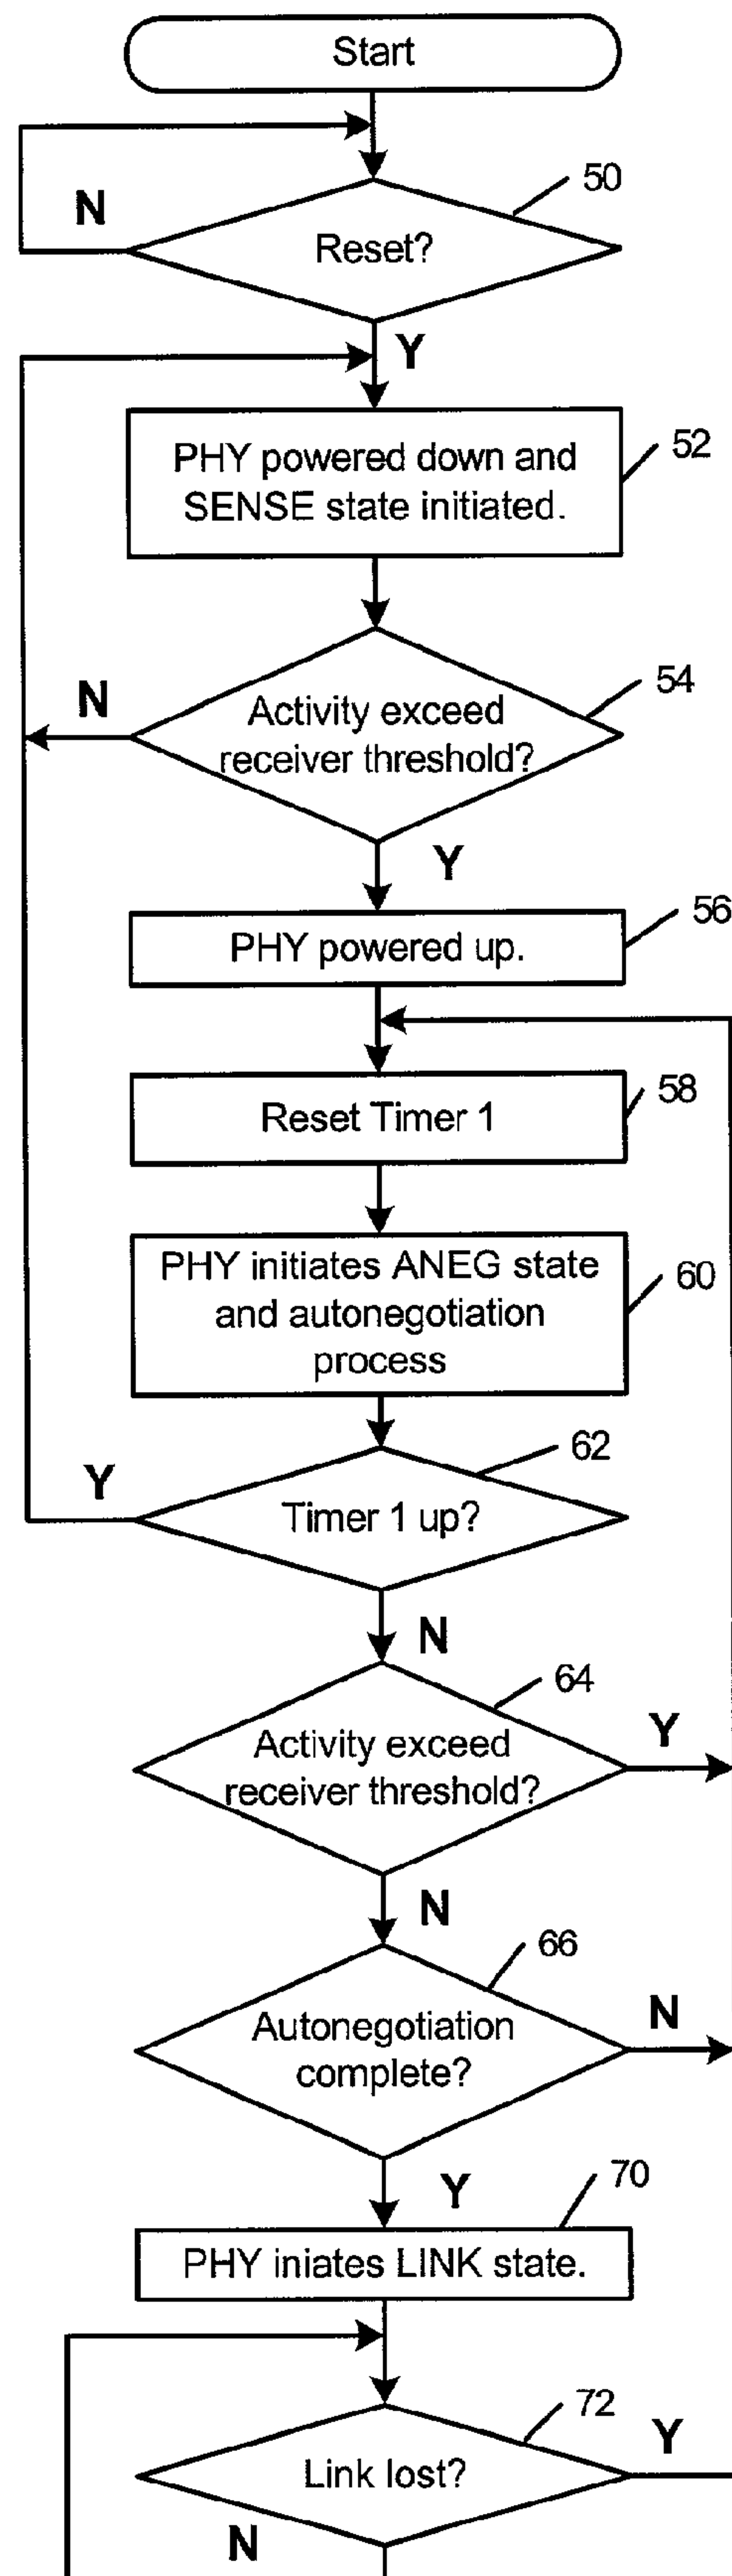 Start
50
N
Reset?
Y
52
PHY powered down and
SENSE state initiated.
54
N
Activity exceed
receiver threshold?
Y
56
PHY powered up.
58
Reset Timer 1
60
PHY initiates ANEG state
and autonegotiation
process
62
Y
Timer 1 up?
N
64
Activity exceed
receiver threshold?
Y
N
66
Autonegotiation
complete?
N
Y
70
PHY iniates LINK state.
72
Link lost?
Y
N